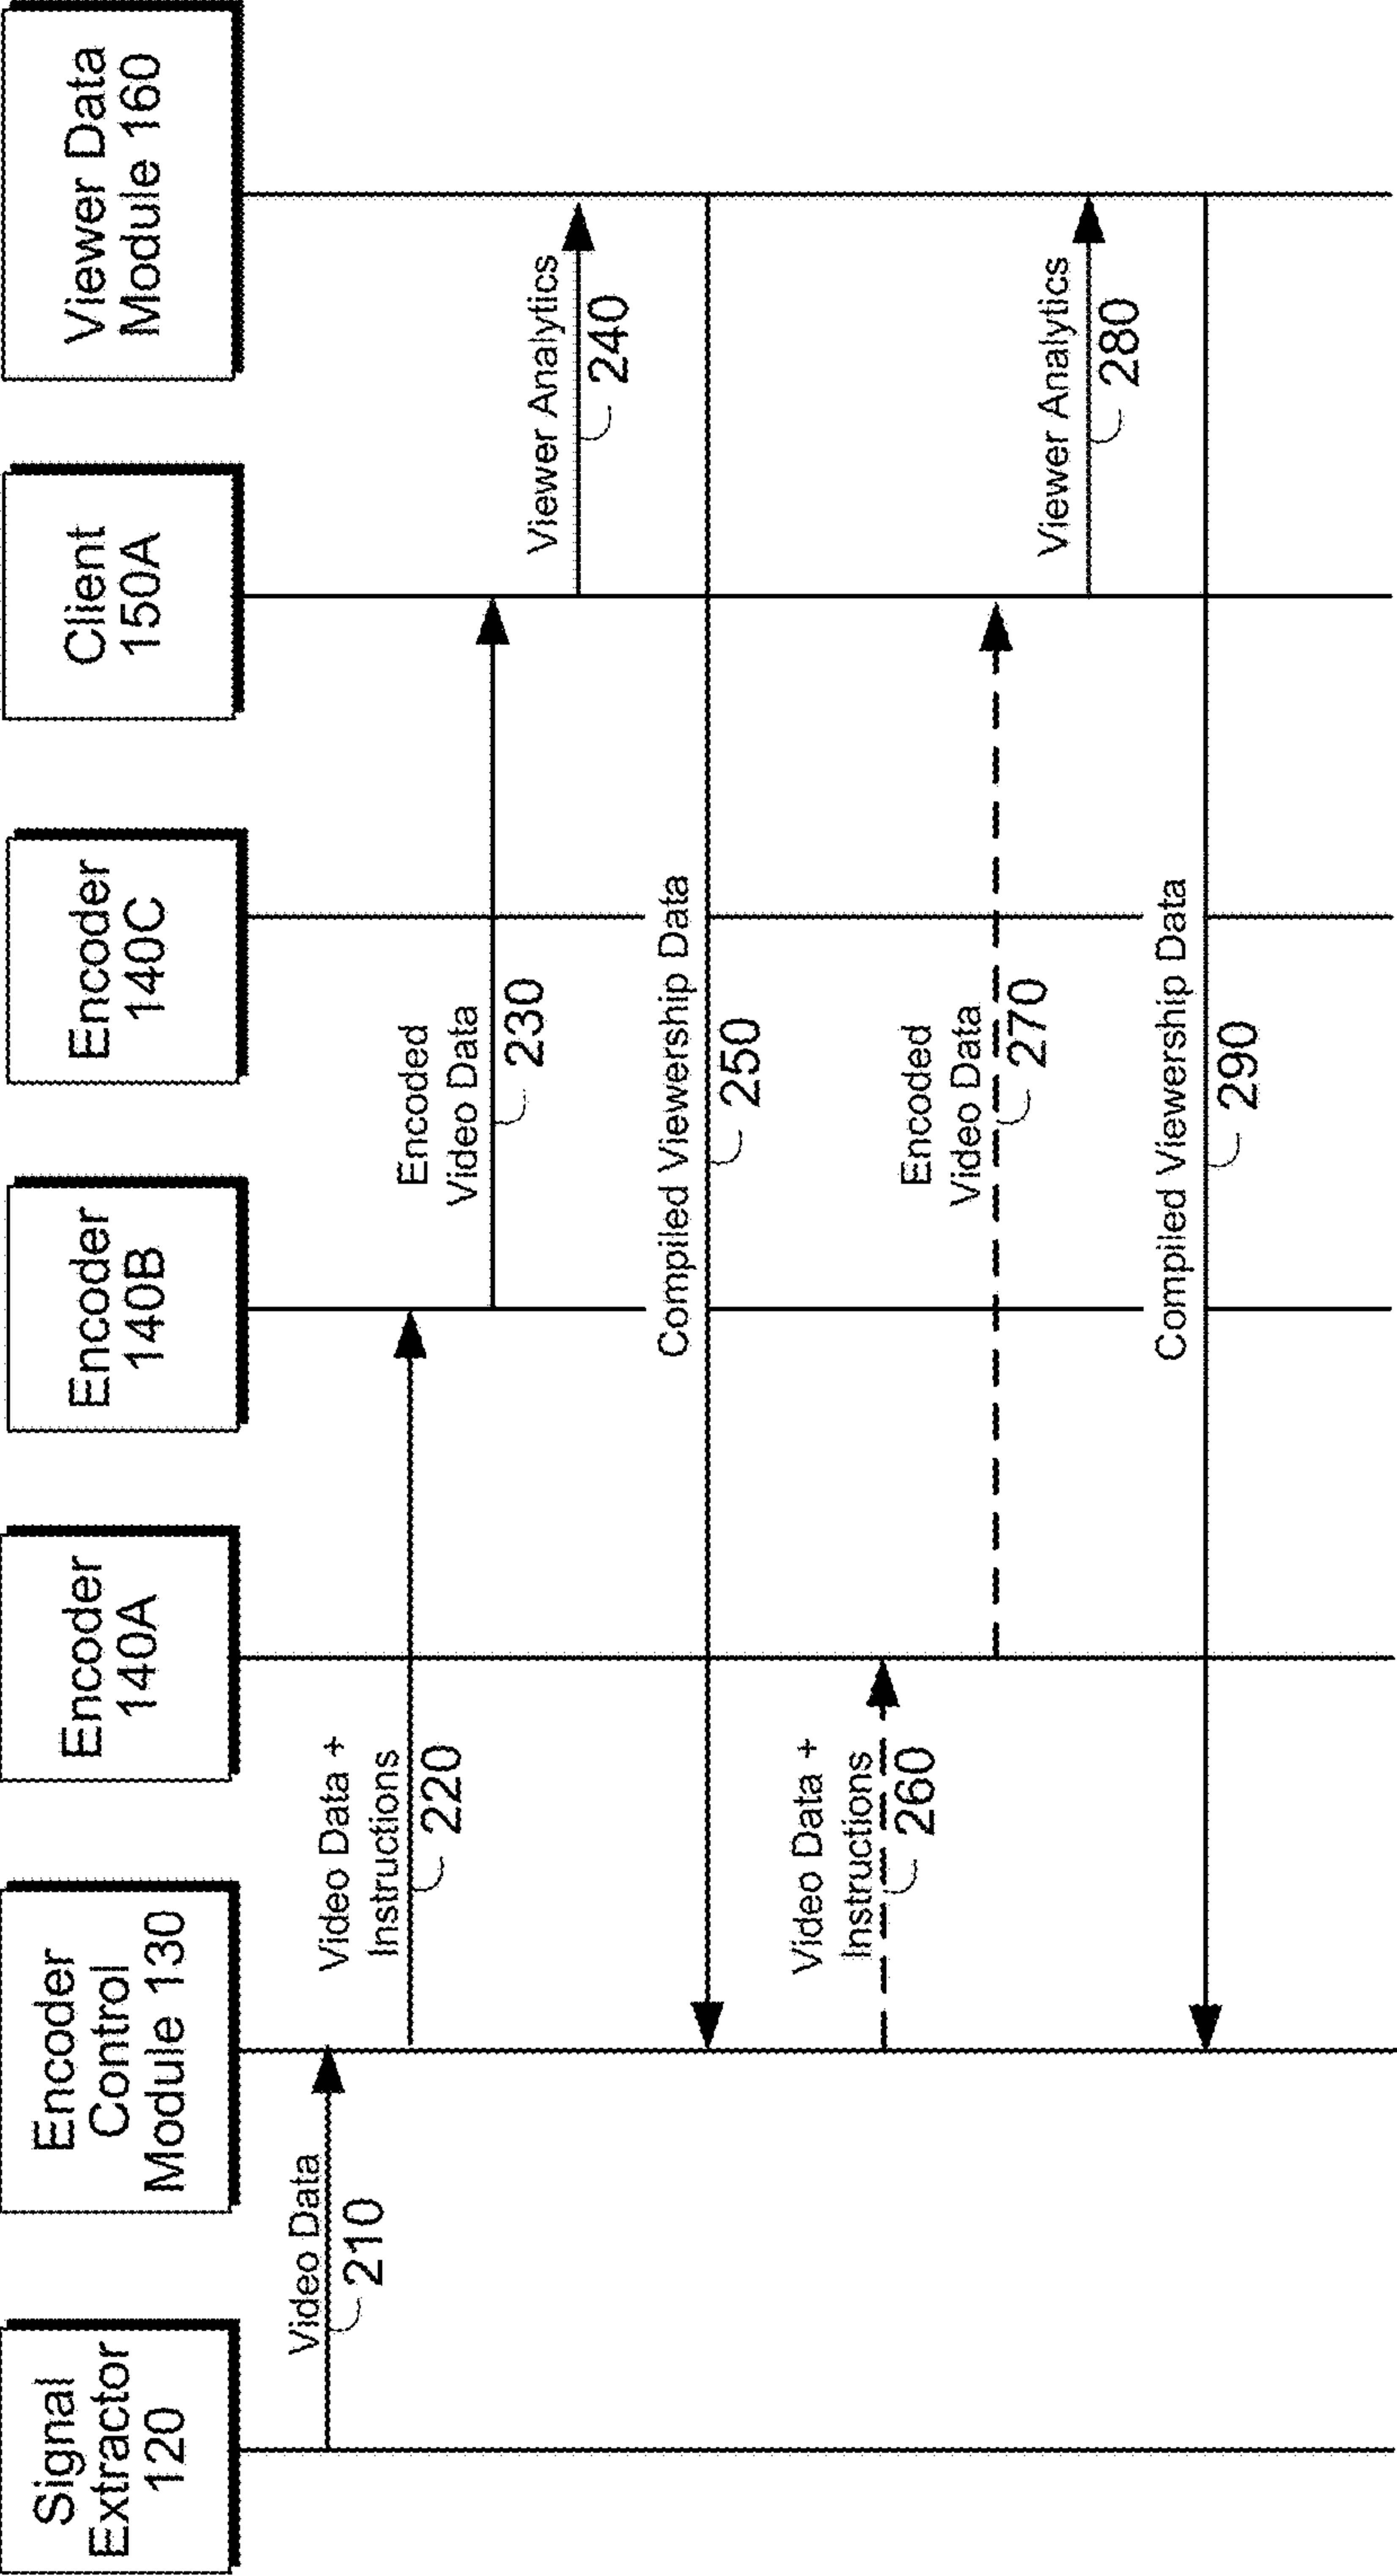 Signal
Extractor
120
Encoder
Control
Module 130
Encoder
140A
Encoder
140B
Encoder
140C
Client
150A
Viewer Data
Module 160
Video Data
210
Video Data +
Instructions
220
Encoded
Video Data
230
Viewer Analytics
240
Compiled Viewership Data
250
Video Data +
Instructions
260
Encoded
Video Data
270
Viewer Analytics
280
Compiled Viewership Data
290